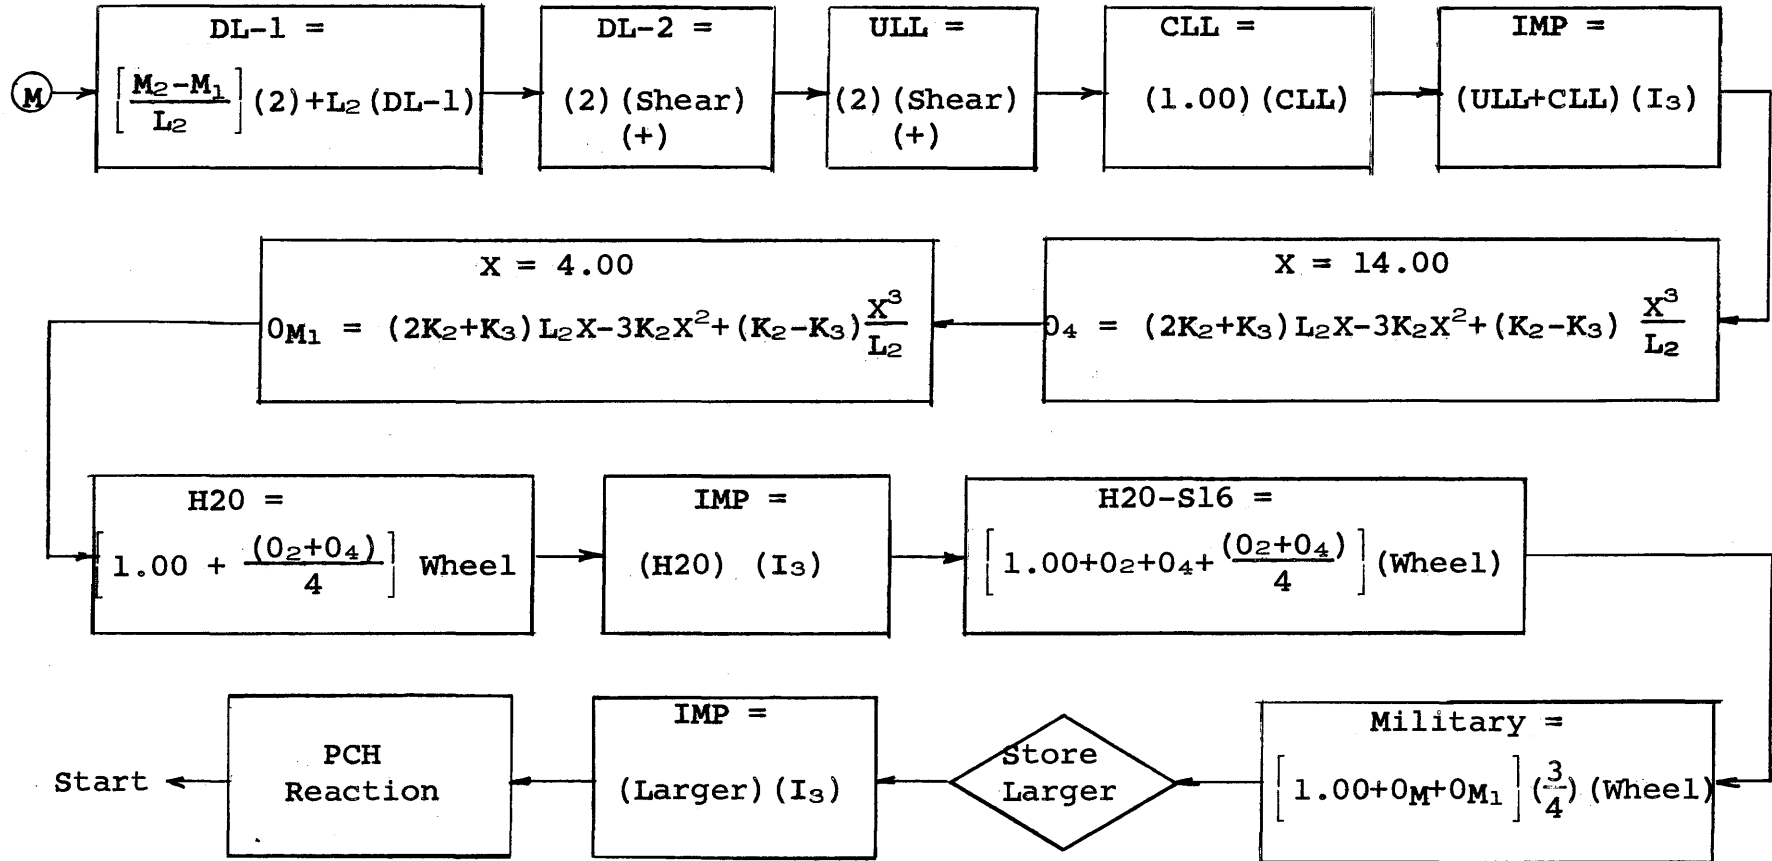 M
DL-1 =
[(M₂-M₁)/L₂](2)+L₂(DL-1)
DL-2 =
(2)(Shear)
(+)
ULL =
(2)(Shear)
(+)
CLL =
(1.00)(CLL)
IMP =
(ULL+CLL)(I₃)
X = 14.00
0₄ = (2K₂+K₃)L₂X-3K₂X²+(K₂-K₃) X³/L₂
X = 4.00
0M₁ = (2K₂+K₃)L₂X-3K₂X²+(K₂-K₃)X³/L₂
H20 =
[1.00 + (0₂+0₄)/4] Wheel
IMP =
(H20) (I₃)
H20-S16 =
[1.00+0₂+0₄+(0₂+0₄)/4](Wheel)
Military =
[1.00+0M+0M₁](3/4)(Wheel)
Store
Larger
IMP =
(Larger)(I₃)
PCH
Reaction
Start